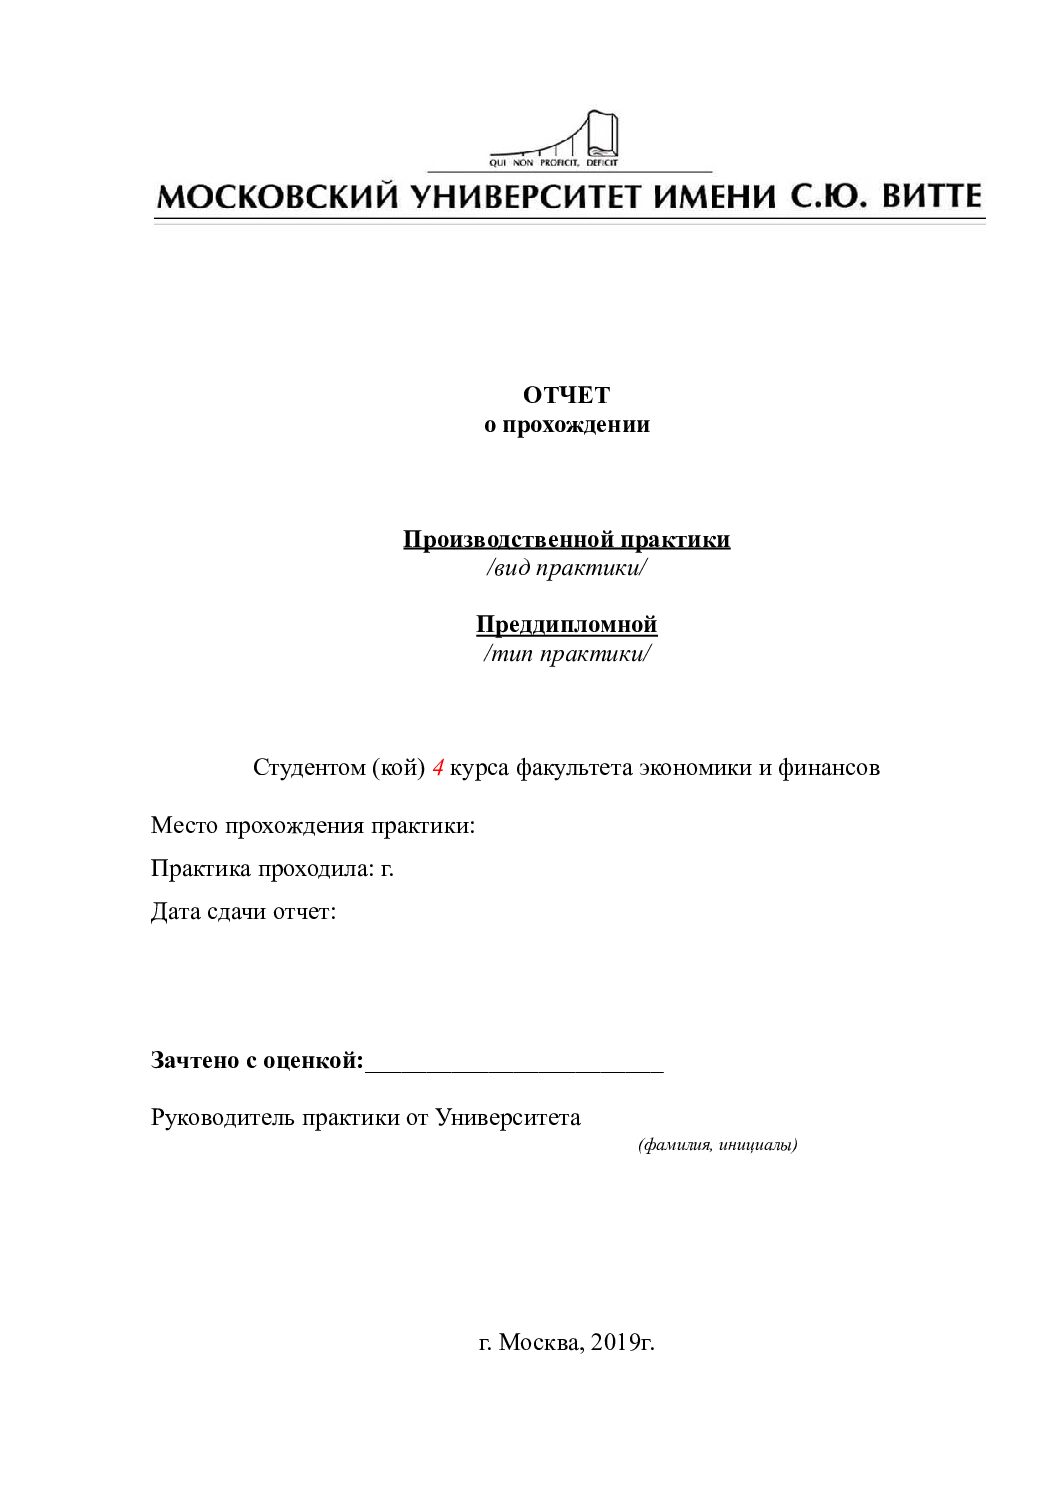 QUI NON PROFICIT, DEFICIT
МОСКОВСКИЙ УНИВЕРСИТЕТ ИМЕНИ С.Ю. ВИТТЕ
ОТЧЕТ
о прохождении
Производственной практики
/вид практики/
Преддипломной
/тип практики/
Студентом (кой) 4 курса факультета экономики и финансов
Место прохождения практики:
Практика проходила: г.
Дата сдачи отчет:
Зачтено с оценкой:________________________
Руководитель практики от Университета
(фамилия, инициалы)
г. Москва, 2019г.